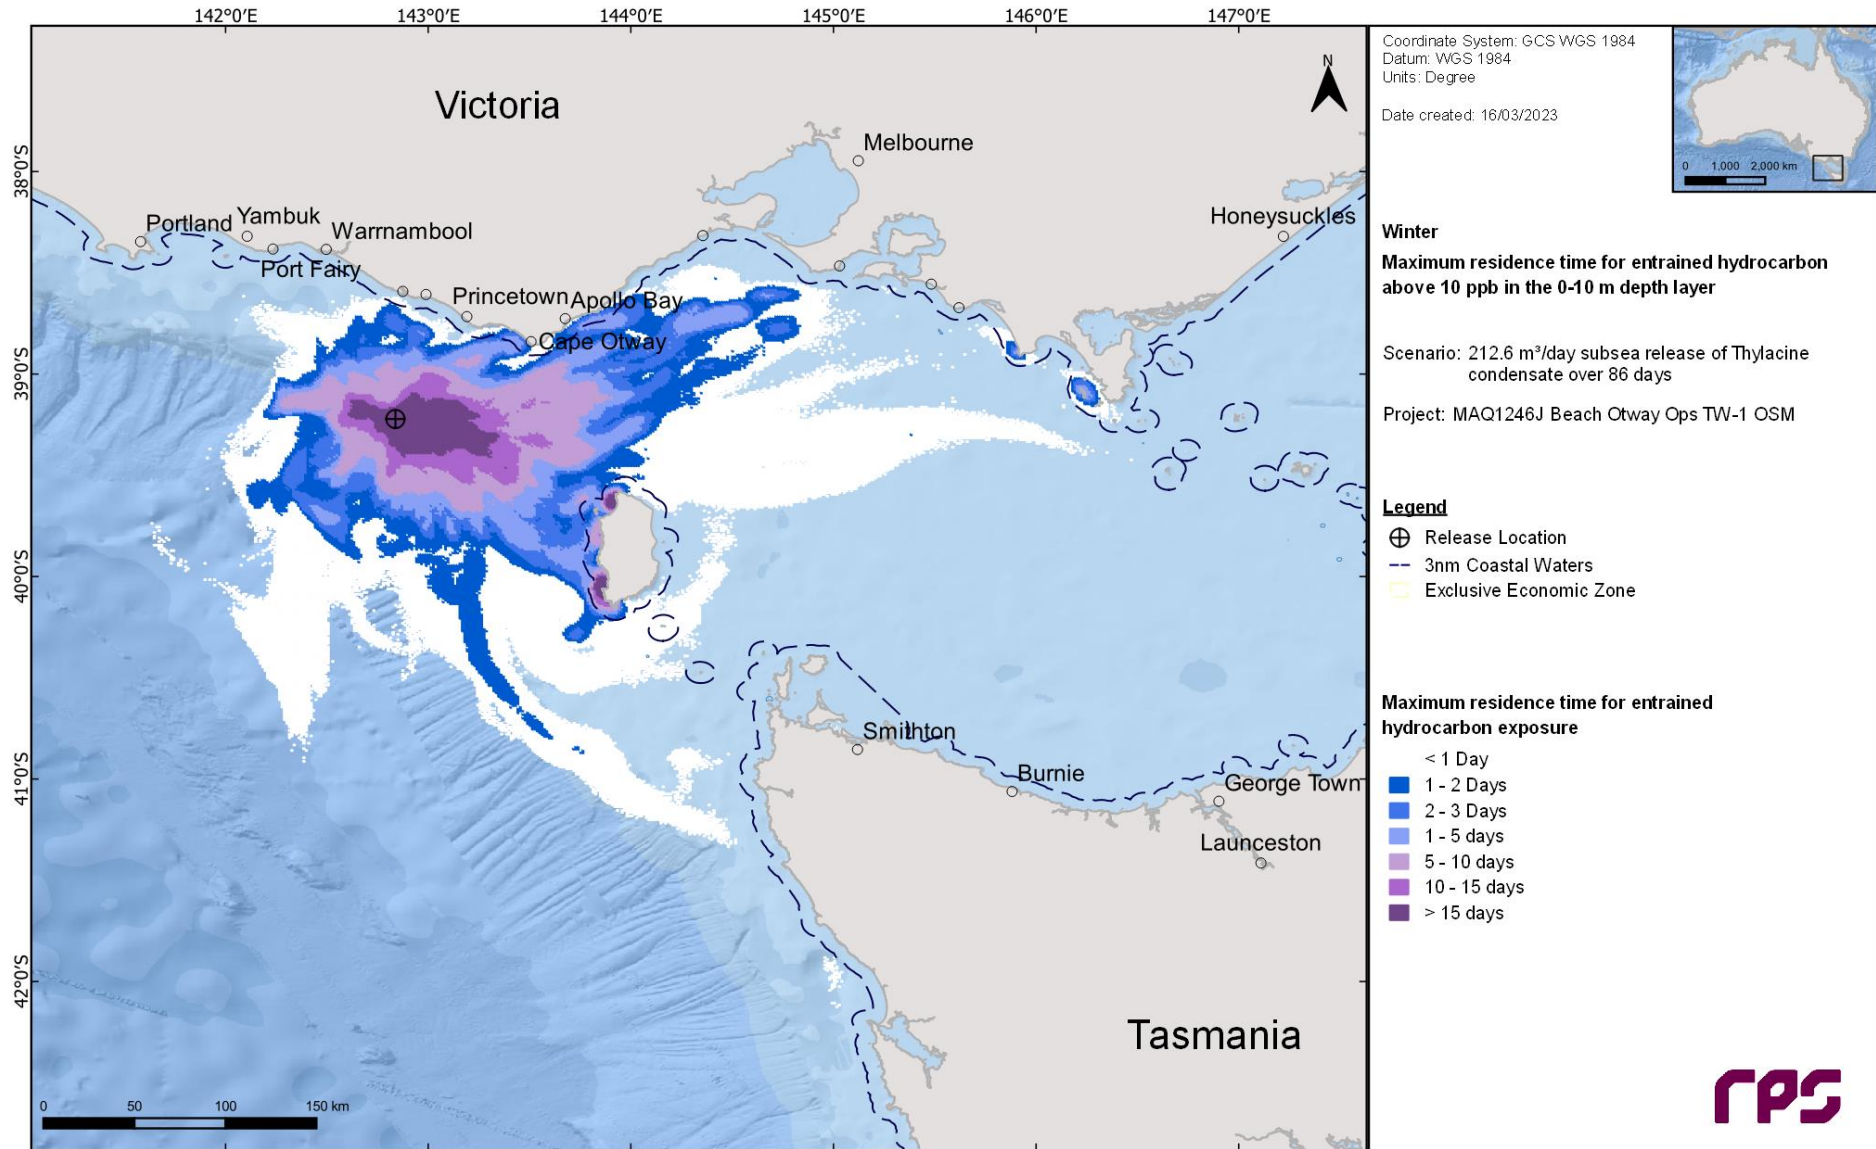 142°0'E 143°0'E 144°0'E 145°0'E 146°0'E 147°0'E
38°0'S
39°0'S
40°0'S
41°0'S
42°0'S
Victoria
Melbourne
Portland
Yambuk
Warrnambool
Port Fairy
Princetown
Apollo Bay
Cape Otway
Honeysuckles
Smithton
Burnie
George Town
Launceston
Tasmania
0 50 100 150 km
N
Coordinate System: GCS WGS 1984
Datum: WGS 1984
Units: Degree
Date created: 16/03/2023
0 1,000 2,000 km
Winter
Maximum residence time for entrained hydrocarbon
above 10 ppb in the 0-10 m depth layer
Scenario: 212.6 m³/day subsea release of Thylacine
condensate over 86 days
Project: MAQ1246J Beach Otway Ops TW-1 OSM
Legend
Release Location
3nm Coastal Waters
Exclusive Economic Zone
Maximum residence time for entrained
hydrocarbon exposure
< 1 Day
1 - 2 Days
2 - 3 Days
1 - 5 days
5 - 10 days
10 - 15 days
> 15 days
rps